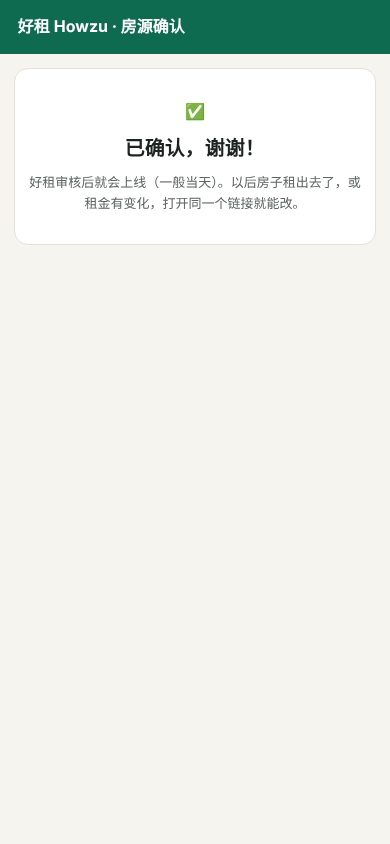 好租 Howzu · 房源确认
✅
已确认，谢谢！
好租审核后就会上线（一般当天）。以后房子租出去了，或
租金有变化，打开同一个链接就能改。